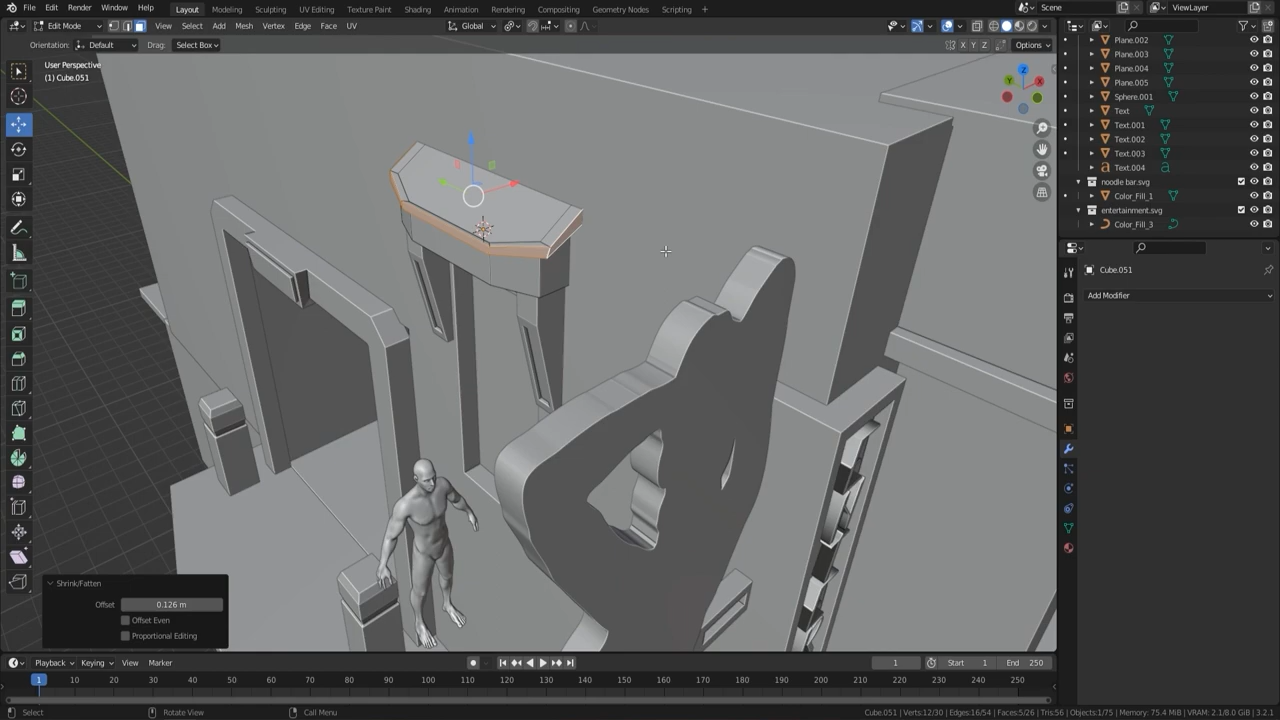 File Edit Render Window Help Layout Modeling Sculpting UV Editing Texture Paint Shading Animation Rendering Compositing Geometry Nodes Scripting + Scene ViewLayer
Edit Mode View Select Add Mesh Vertex Edge Face UV Global
Orientation: Default Drag: Select Box X Y Z Options
User Perspective
(1) Cube.051
Plane.002
Plane.003
Plane.004
Plane.005
Sphere.001
Text
Text.001
Text.002
Text.003
Text.004
noodle bar.svg
Color_Fill_1
entertainment.svg
Color_Fill_3
Cube.051
Add Modifier
Shrink/Fatten
Offset 0.126 m
Offset Even
Proportional Editing
Playback Keying View Marker 1 Start 1 End 250
1 10 20 30 40 50 60 70 80 90 100 110 120 130 140 150 160 170 180 190 200 210 220 230 240 250
Select Rotate View Call Menu Cube.051 | Verts:12/30 | Edges:16/54 | Faces:5/26 | Tris:56 | Objects:1/75 | Memory: 75.4 MiB | VRAM: 2.1/8.0 GiB | 3.2.1